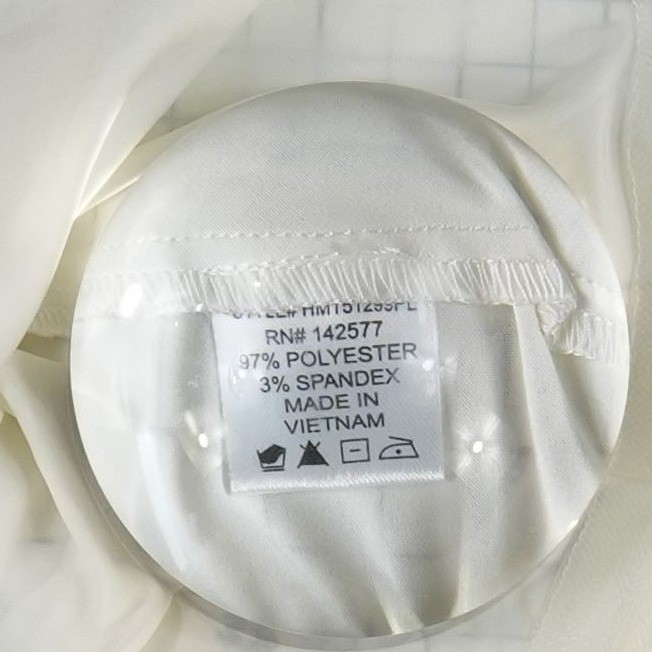 RN# 142577
97% POLYESTER
3% SPANDEX
MADE IN
VIETNAM